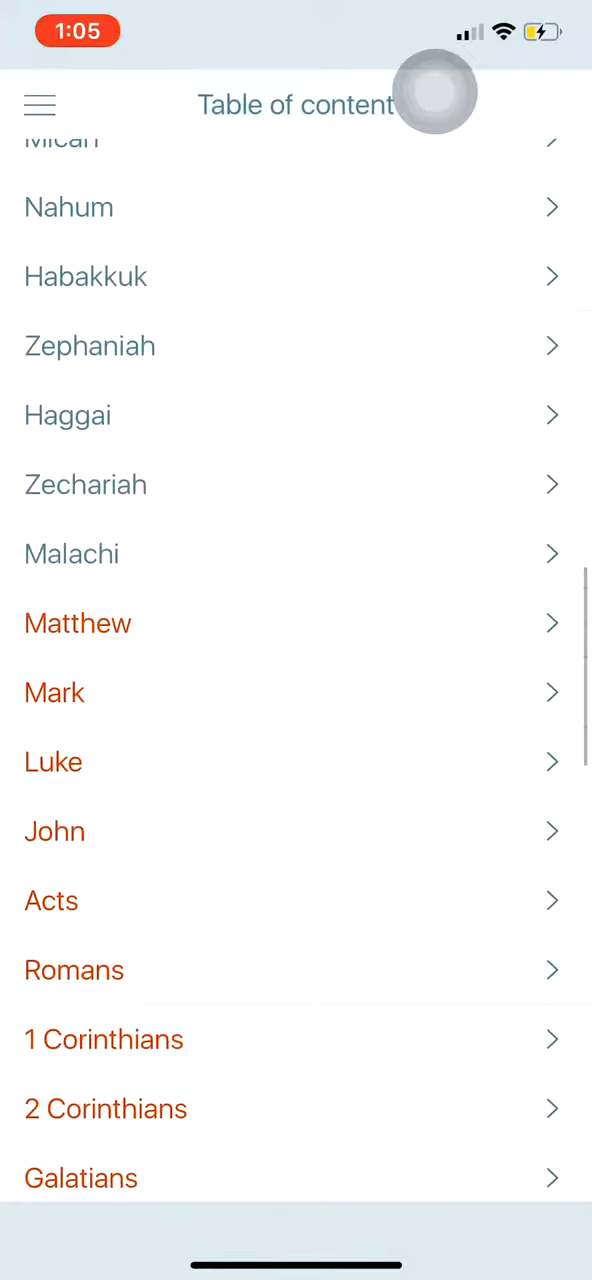 1:05
Table of content
Micah
Nahum
Habakkuk
Zephaniah
Haggai
Zechariah
Malachi
Matthew
Mark
Luke
John
Acts
Romans
1 Corinthians
2 Corinthians
Galatians